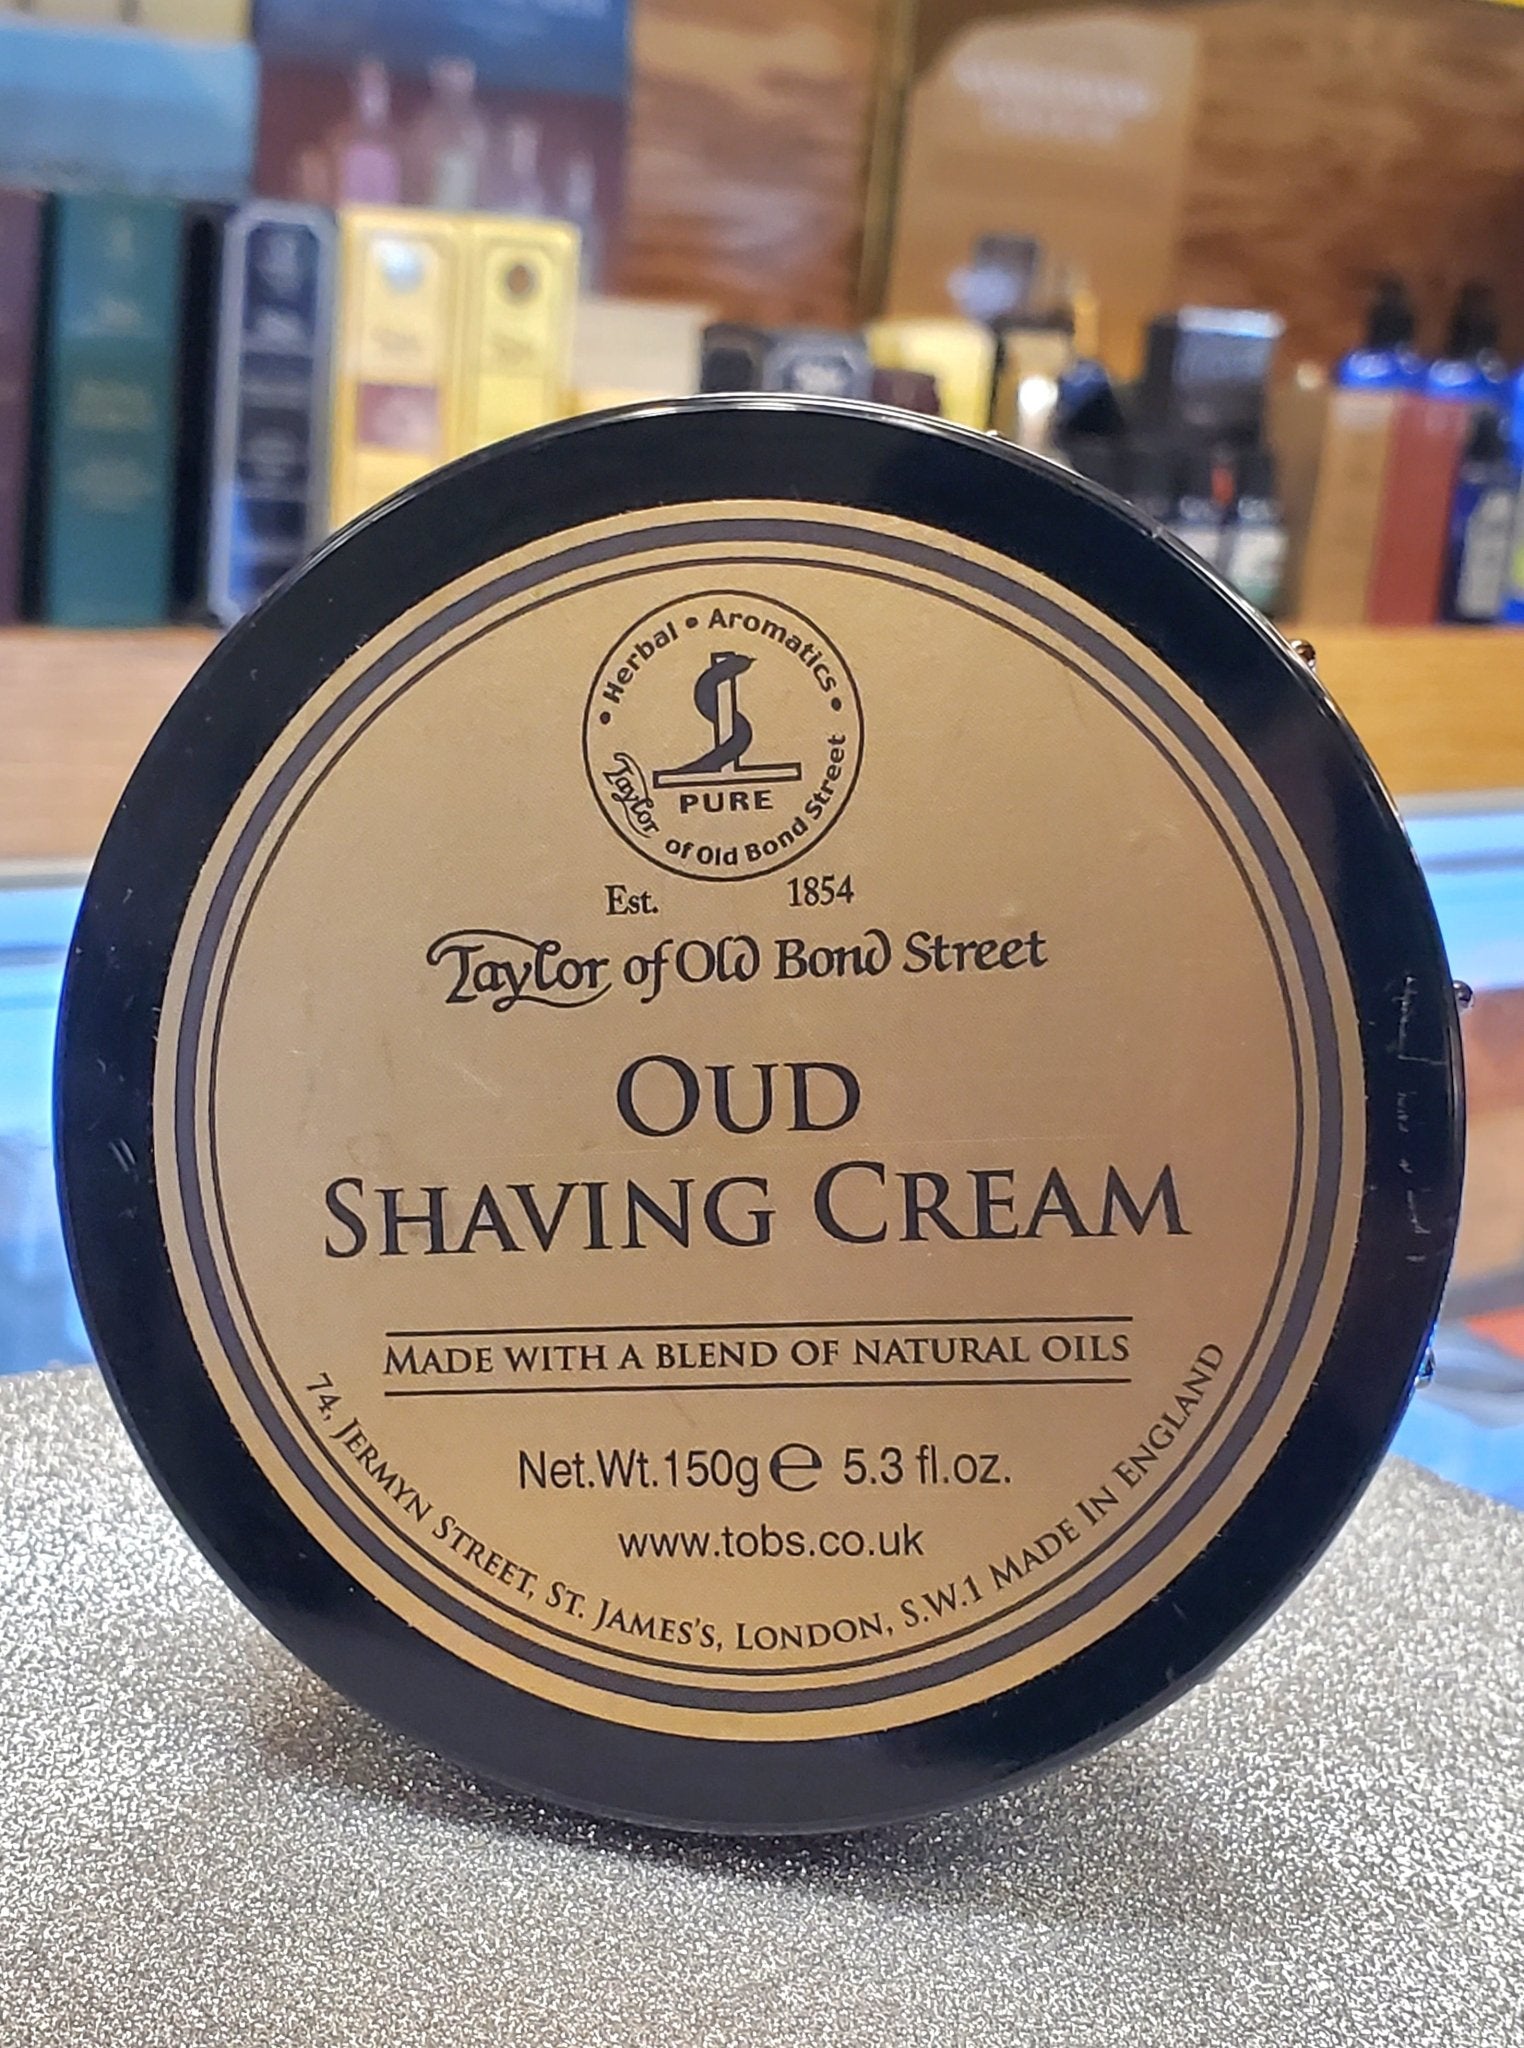 • Herbal • Aromatics •
PURE
Taylor of Old Bond Street
Est. 1854
Taylor of Old Bond Street
OUD
SHAVING CREAM
MADE WITH A BLEND OF NATURAL OILS
Net.Wt.150g℮ 5.3 fl.oz.
www.tobs.co.uk
74, JERMYN STREET, ST. JAMES'S, LONDON, S.W.1 MADE IN ENGLAND